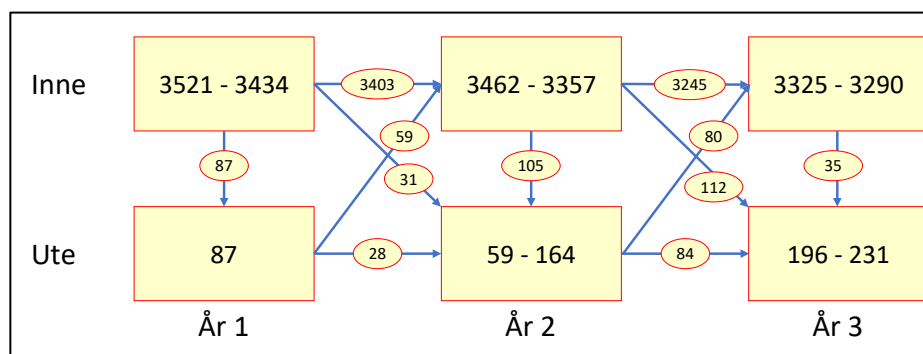 Inne
3521 - 3434
3403
3462 - 3357
3245
3325 - 3290
59
80
87
31
105
112
35
Ute
87
28
59 - 164
84
196 - 231
År 1
År 2
År 3